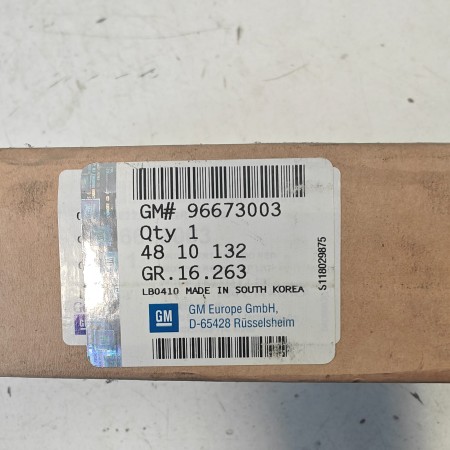 GM# 96673003
Qty 1
48 10 132
GR.16.263
LB0410 MADE IN SOUTH KOREA
S118029875
GM
GM Europe GmbH,
D-65428 Rüsselsheim